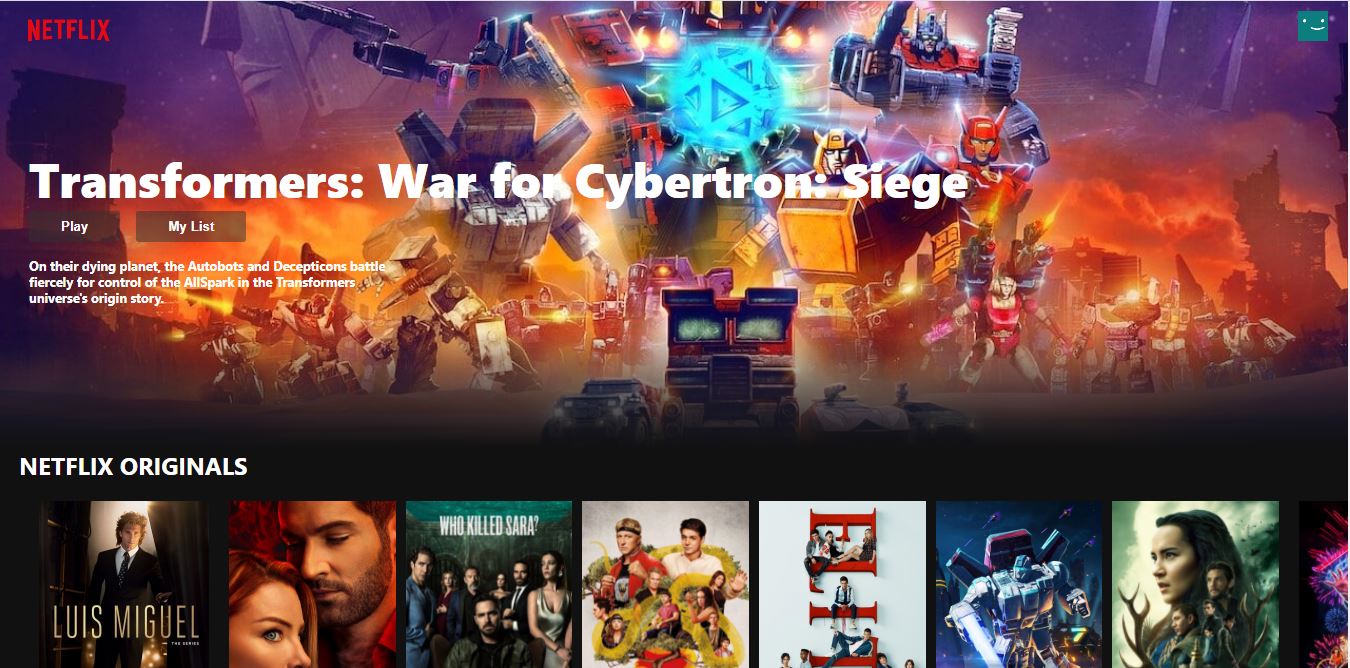 NETFLIX
Transformers: War for Cybertron: Siege
Play
My List
On their dying planet, the Autobots and Decepticons battle
fiercely for control of the AllSpark in the Transformers
universe's origin story.
NETFLIX ORIGINALS
WHO KILLED SARA?
LUIS MIGUEL
THE SERIES